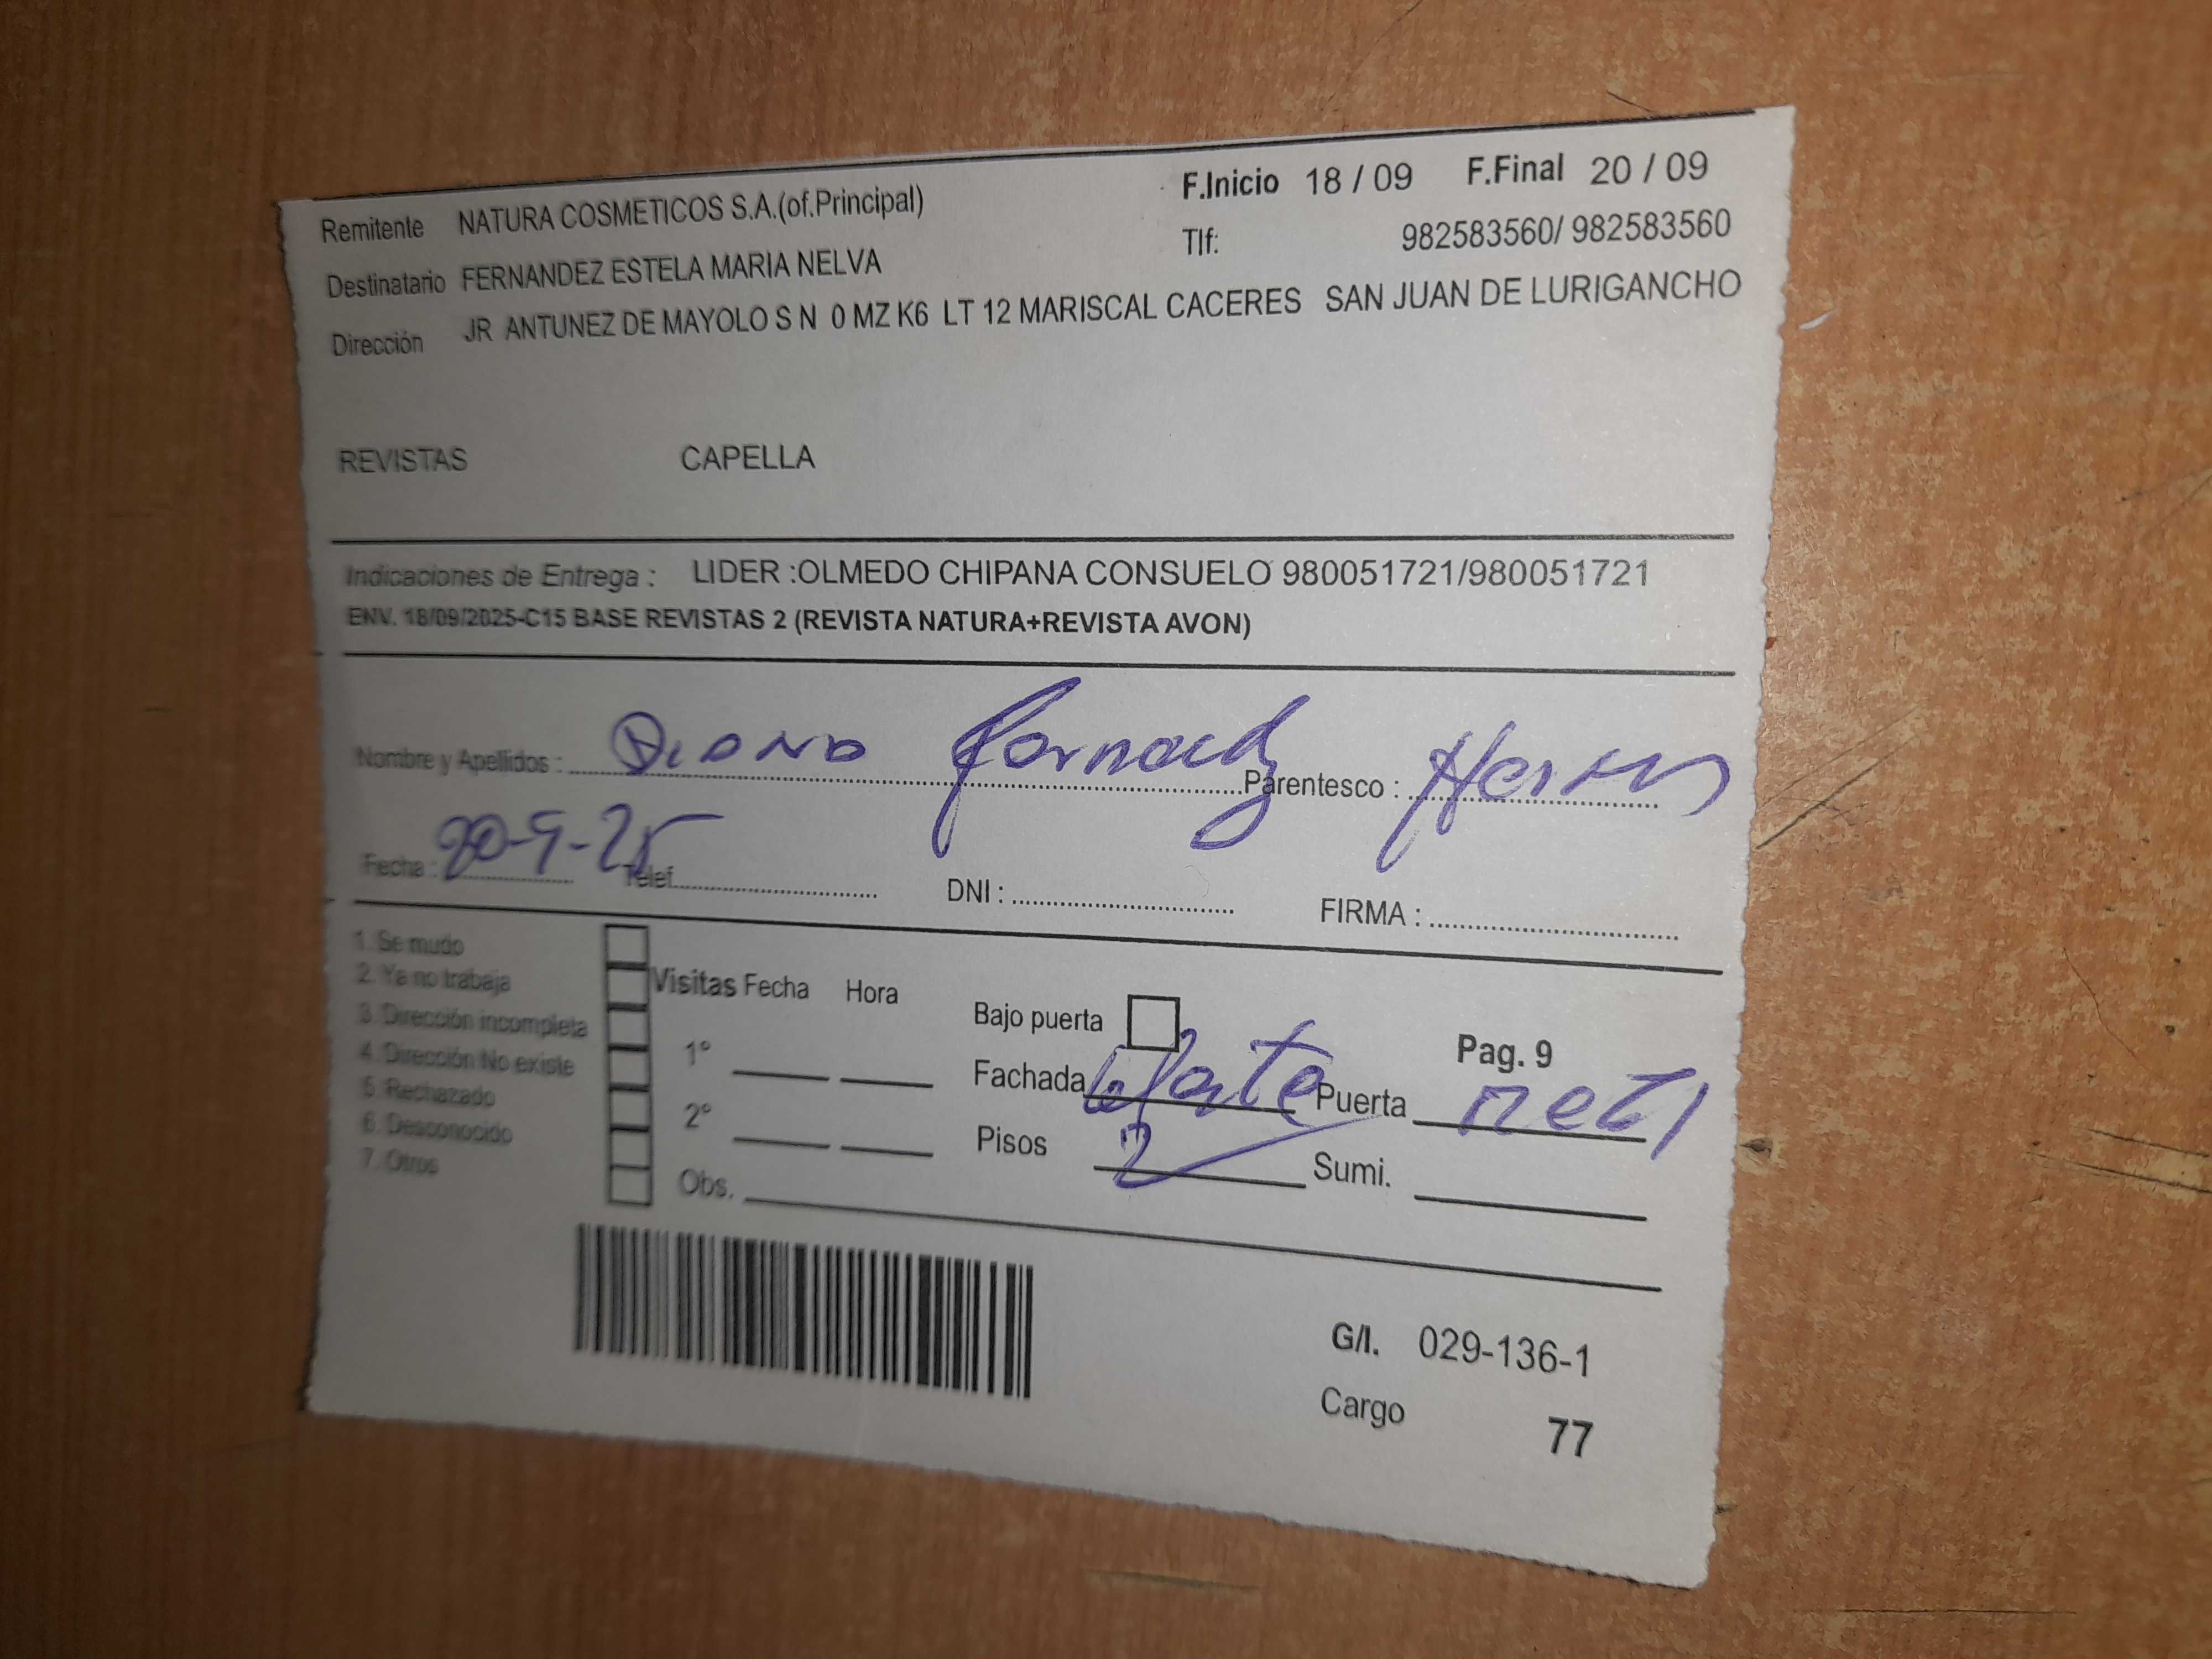 Remitente NATURA COSMETICOS S.A.(of.Principal) F.Inicio 18 / 09 F.Final 20 / 09
Destinatario FERNANDEZ ESTELA MARIA NELVA Tlf: 982583560/ 982583560
Dirección JR ANTUNEZ DE MAYOLO S N 0 MZ K6 LT 12 MARISCAL CACERES SAN JUAN DE LURIGANCHO
REVISTAS CAPELLA
Indicaciones de Entrega : LIDER :OLMEDO CHIPANA CONSUELO 980051721/980051721
ENV. 18/09/2025-C15 BASE REVISTAS 2 (REVISTA NATURA+REVISTA AVON)
Nombre y Apellidos : Diana Parentesco :
Fecha : 20-9-25 Telef. DNI : FIRMA :
1. Se mudo
2. Ya no trabaja Visitas Fecha Hora Bajo puerta
3. Dirección incompleta 1° Fachada Pag. 9
4. Dirección No existe Puerta
5. Rechazado 2° Pisos 2 Sumi.
6. Desconocido
7. Otros Obs.
G/I. 029-136-1
Cargo 77